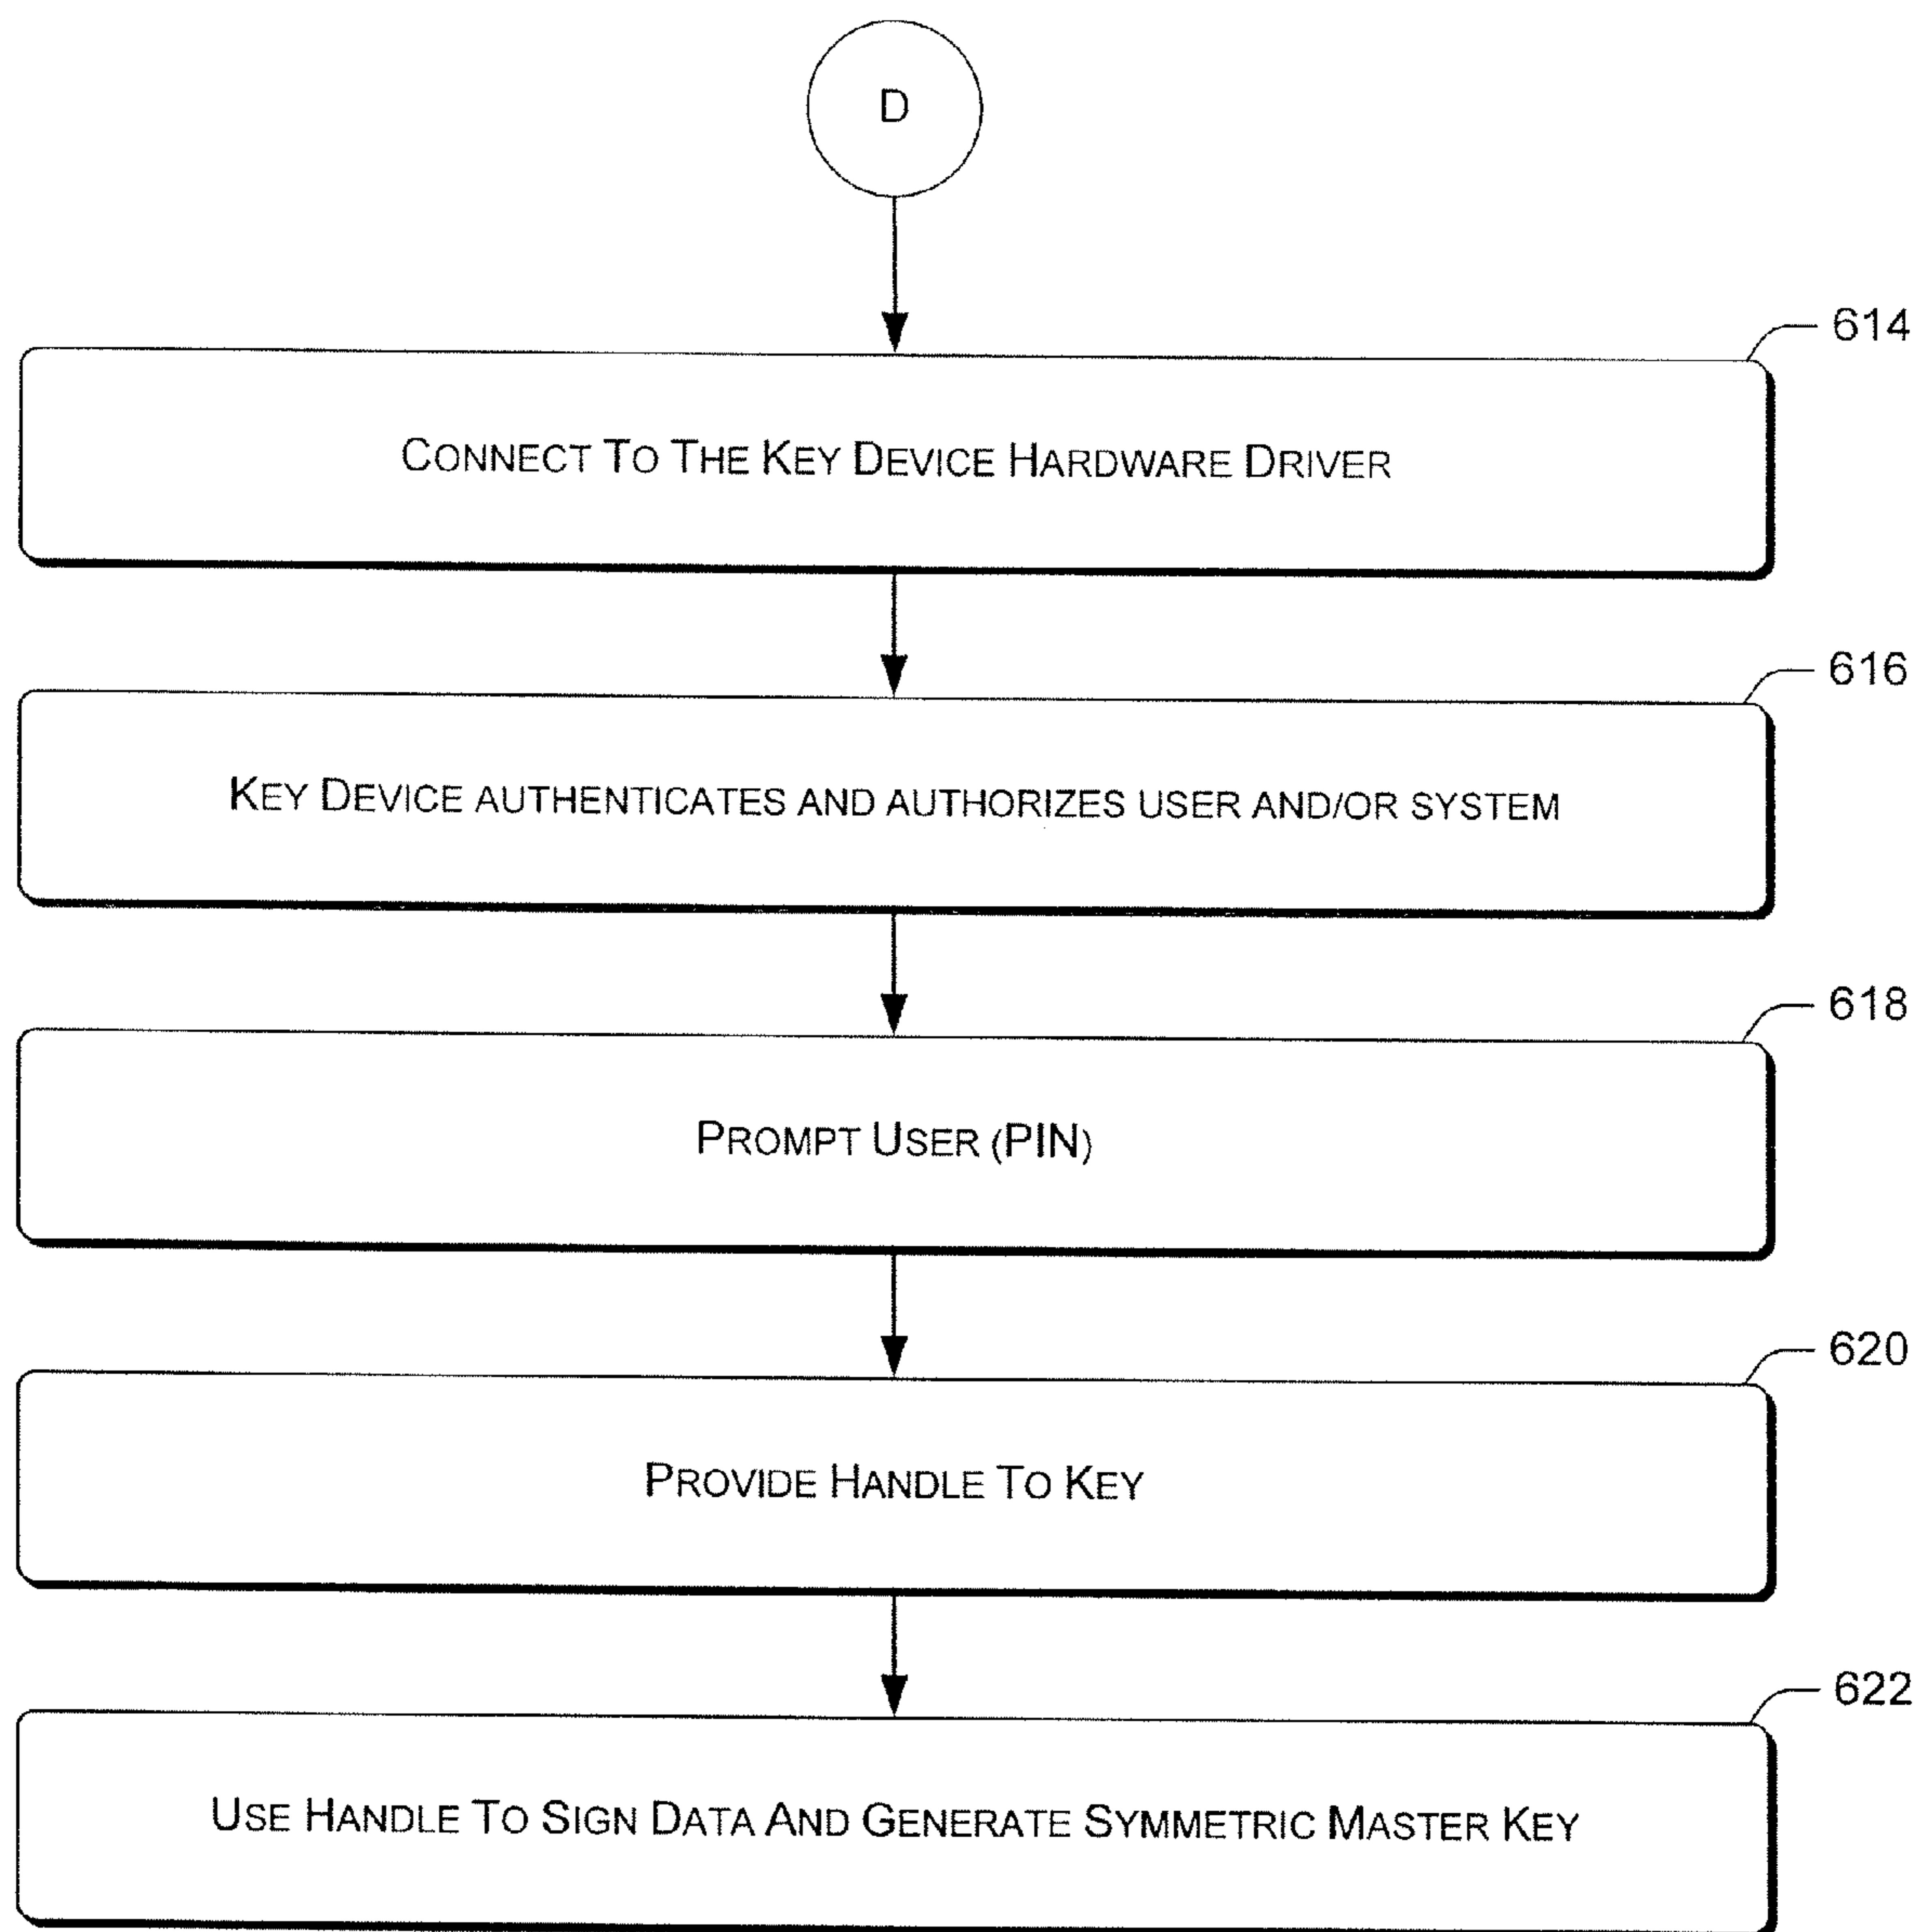 D
614
CONNECT TO THE KEY DEVICE HARDWARE DRIVER
616
KEY DEVICE AUTHENTICATES AND AUTHORIZES USER AND/OR SYSTEM
618
PROMPT USER (PIN)
620
PROVIDE HANDLE TO KEY
622
USE HANDLE TO SIGN DATA AND GENERATE SYMMETRIC MASTER KEY